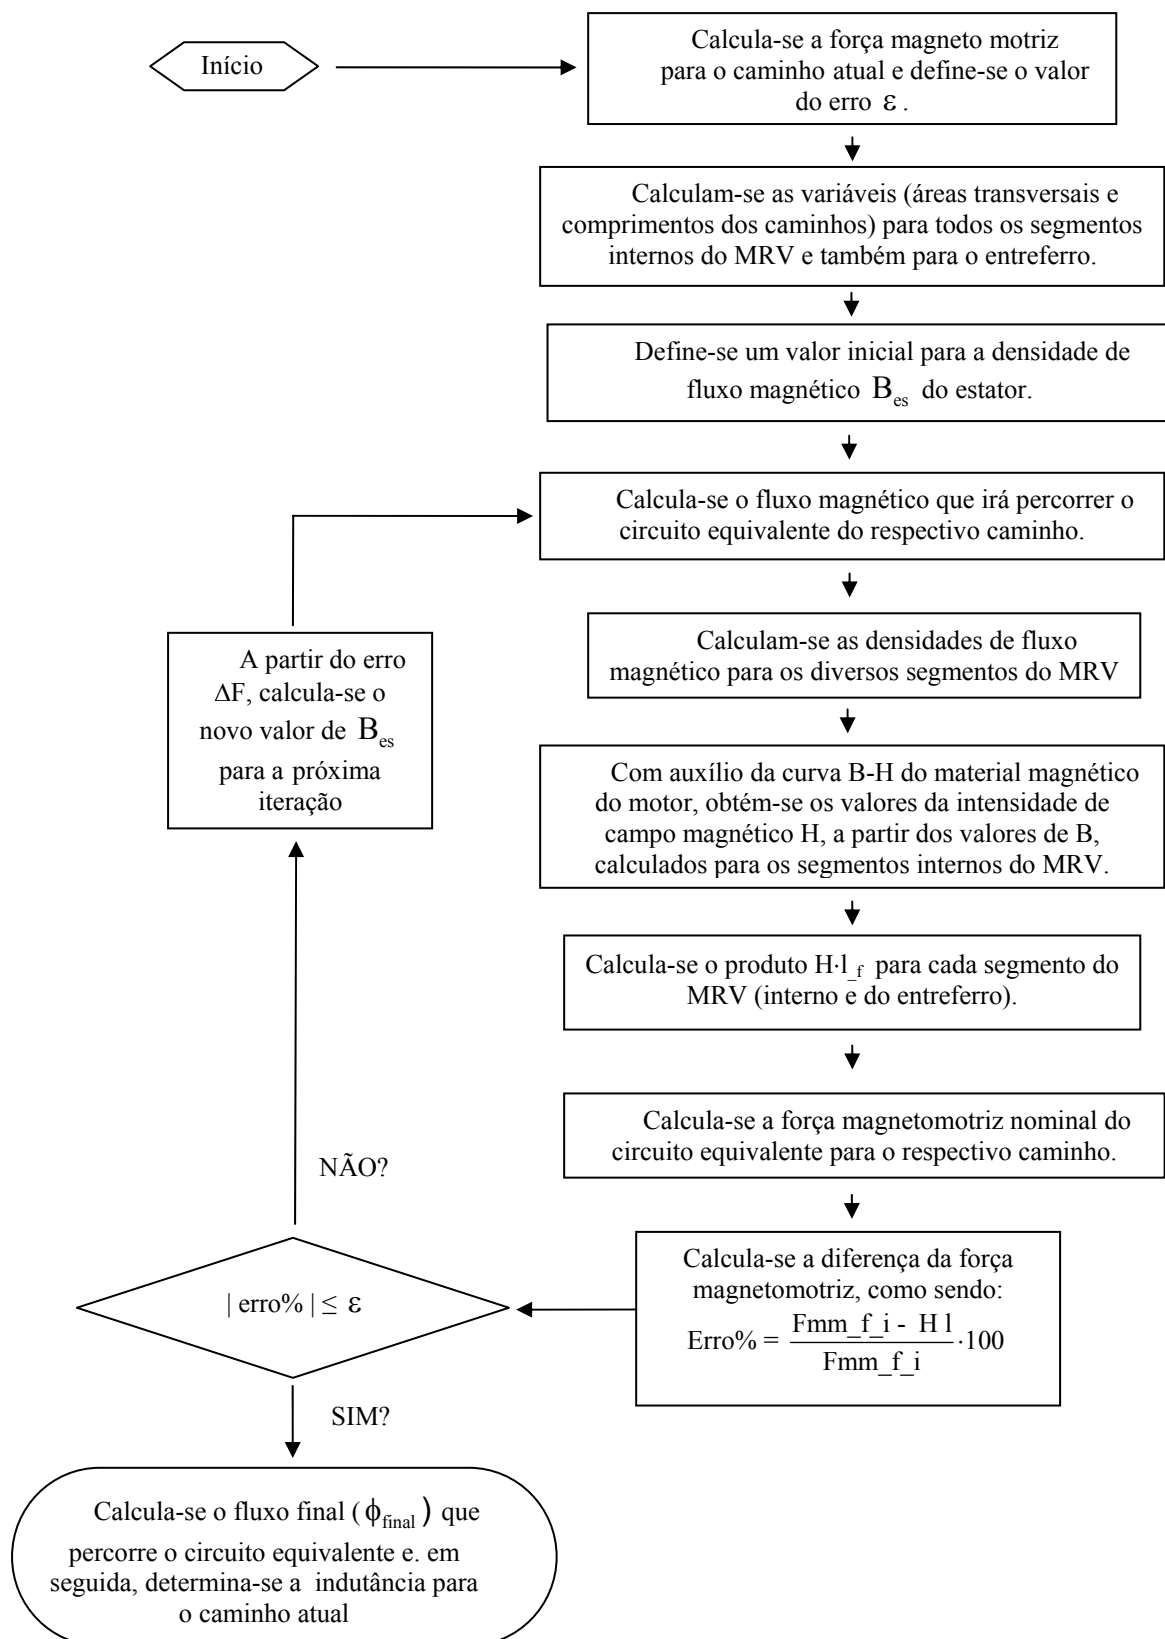 Início
Calcula-se a força magneto motriz
para o caminho atual e define-se o valor
do erro ε .
Calculam-se as variáveis (áreas transversais e
comprimentos dos caminhos) para todos os segmentos
internos do MRV e também para o entreferro.
Define-se um valor inicial para a densidade de
fluxo magnético B_es do estator.
Calcula-se o fluxo magnético que irá percorrer o
circuito equivalente do respectivo caminho.
Calculam-se as densidades de fluxo
magnético para os diversos segmentos do MRV
A partir do erro
ΔF, calcula-se o
novo valor de B_es
para a próxima
iteração
Com auxílio da curva B-H do material magnético
do motor, obtém-se os valores da intensidade de
campo magnético H, a partir dos valores de B,
calculados para os segmentos internos do MRV.
Calcula-se o produto H·l_f para cada segmento do
MRV (interno e do entreferro).
Calcula-se a força magnetomotriz nominal do
circuito equivalente para o respectivo caminho.
NÃO?
Calcula-se a diferença da força
magnetomotriz, como sendo:
Erro% = Fmm_f_i - H l / Fmm_f_i ·100
| erro% | ≤ ε
SIM?
Calcula-se o fluxo final ( ϕ_final ) que
percorre o circuito equivalente e. em
seguida, determina-se a indutância para
o caminho atual